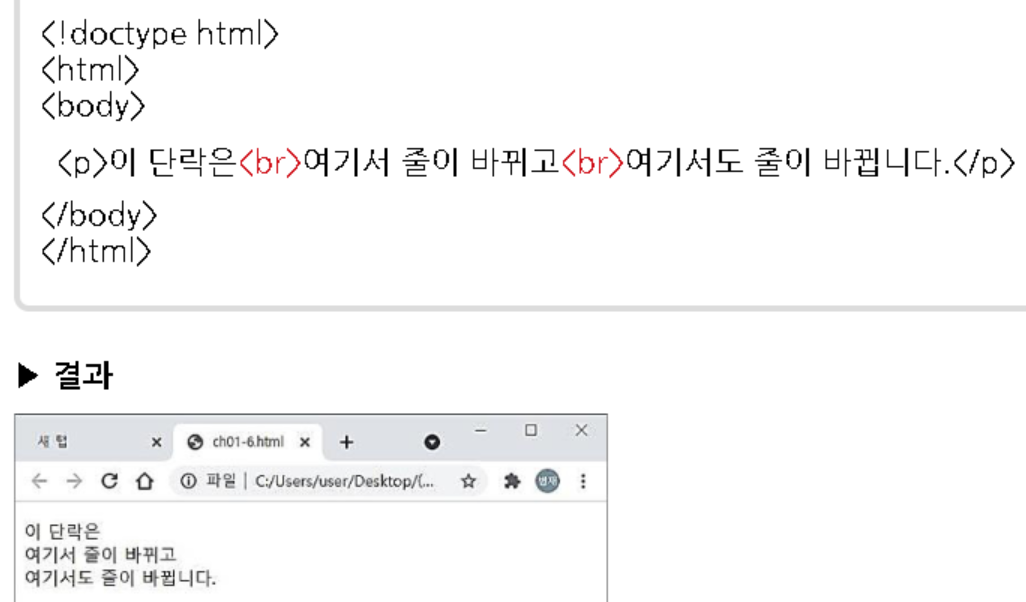 <!doctype html>
<html>
<body>
<p>이 단락은<br>여기서 줄이 바뀌고<br>여기서도 줄이 바뀝니다.</p>
</body>
</html>
▶ 결과
새 탭
ch01-6.html
파일 | C:/Users/user/Desktop/(...
범재
이 단락은
여기서 줄이 바뀌고
여기서도 줄이 바뀝니다.